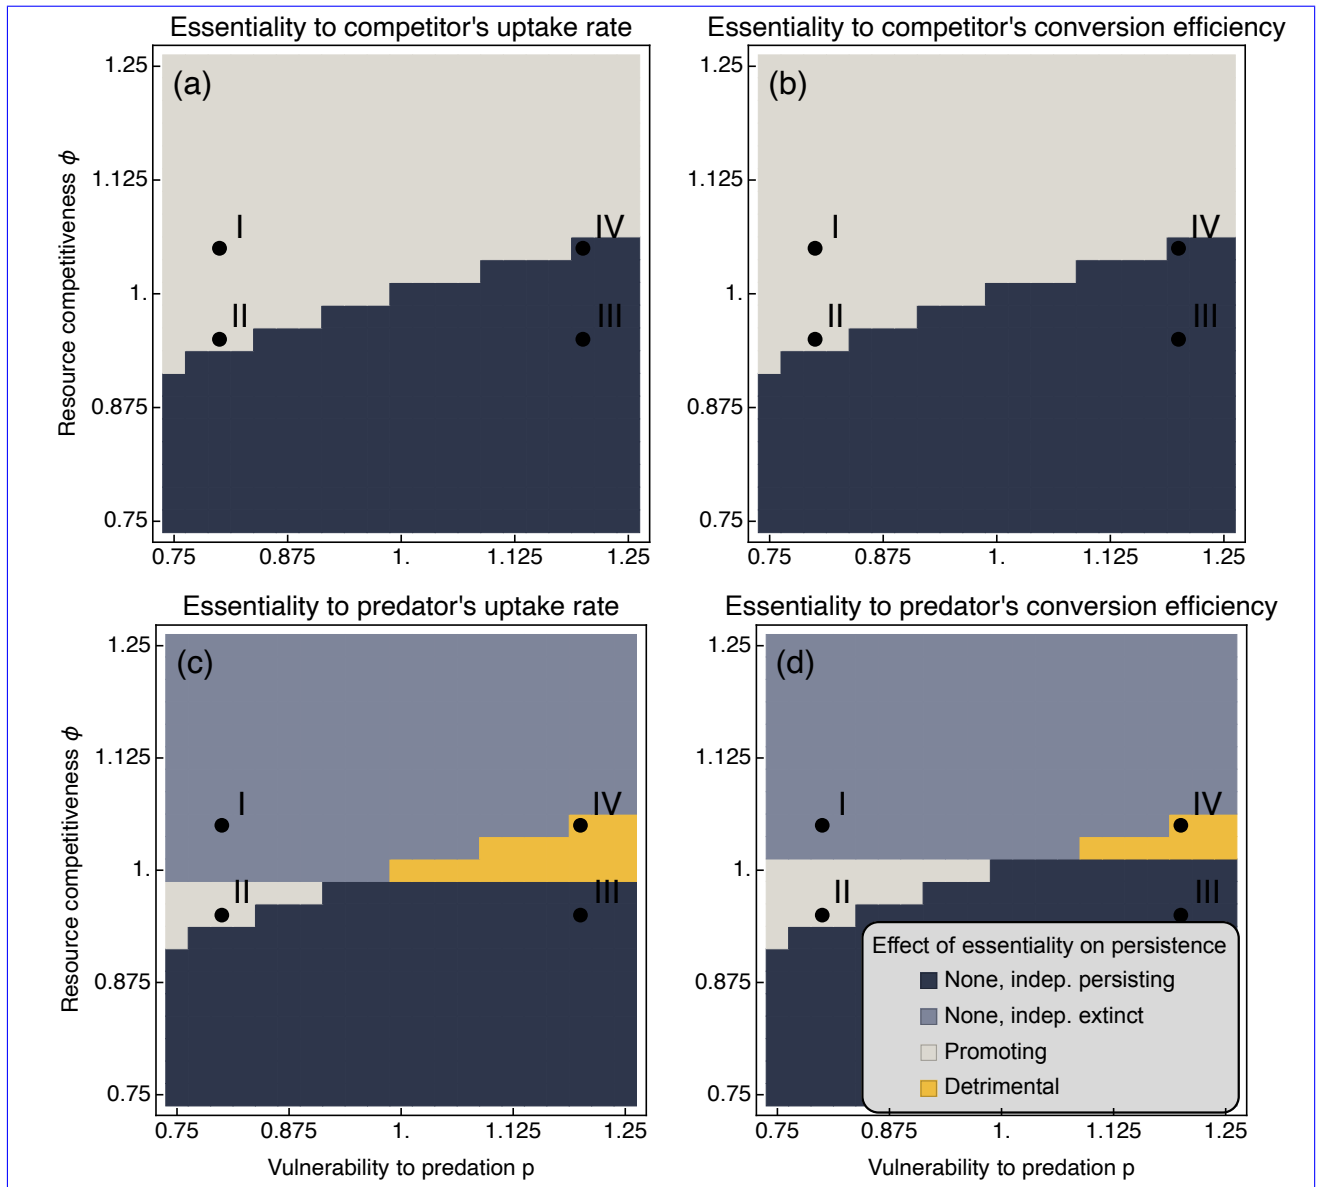 Essentiality to competitor's uptake rate
Essentiality to competitor's conversion efficiency
(a)
(b)
Resource competitiveness ϕ
1.25
1.125
1.
0.875
0.75
I
II
III
IV
0.75 0.875 1. 1.125 1.25
1.25
1.125
1.
0.875
0.75
I
II
III
IV
0.75 0.875 1. 1.125 1.25
Essentiality to predator's uptake rate
Essentiality to predator's conversion efficiency
(c)
(d)
Resource competitiveness ϕ
1.25
1.125
1.
0.875
0.75
I
II
III
IV
0.75 0.875 1. 1.125 1.25
Vulnerability to predation p
1.25
1.125
1.
0.875
0.75
I
II
III
IV
Effect of essentiality on persistence
None, indep. persisting
None, indep. extinct
Promoting
Detrimental
0.75 0.875 1. 1.125 1.25
Vulnerability to predation p